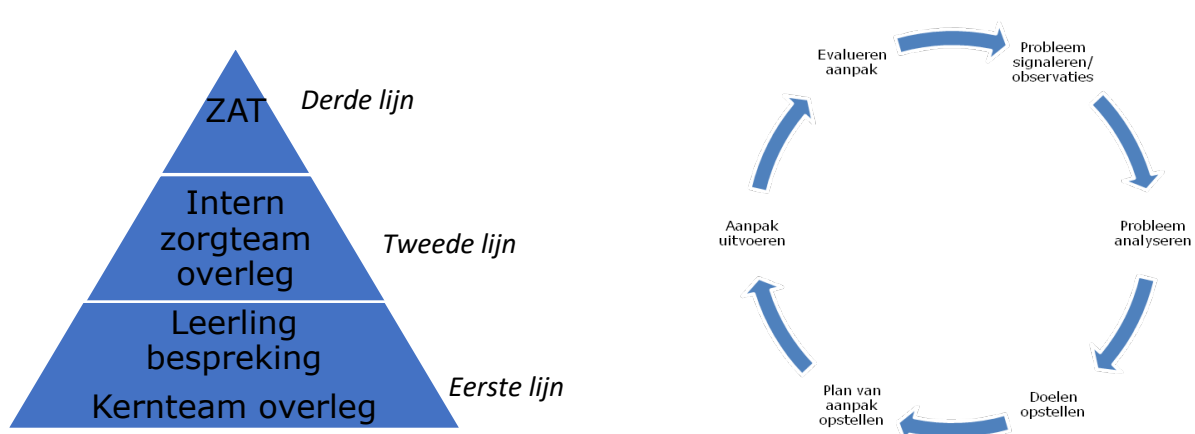 ZAT
Derde lijn
Intern
zorgteam
overleg
Tweede lijn
Leerling
bespreking
Kernteam overleg
Eerste lijn
Probleem
signaleren/
observaties
Probleem
analyseren
Doelen
opstellen
Plan van
aanpak
opstellen
Aanpak
uitvoeren
Evalueren
aanpak